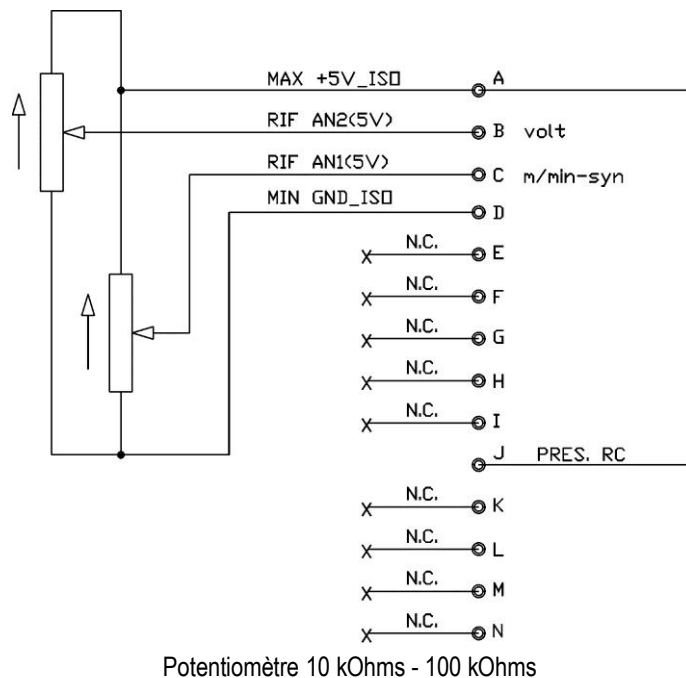 MAX +5V_ISO A
RIF AN2(5V) B volt
RIF AN1(5V) C m/min-syn
MIN GND_ISO D
N.C. E
N.C. F
N.C. G
N.C. H
N.C. I
J PRES. RC
N.C. K
N.C. L
N.C. M
N.C. N
Potentiomètre 10 kOhms - 100 kOhms